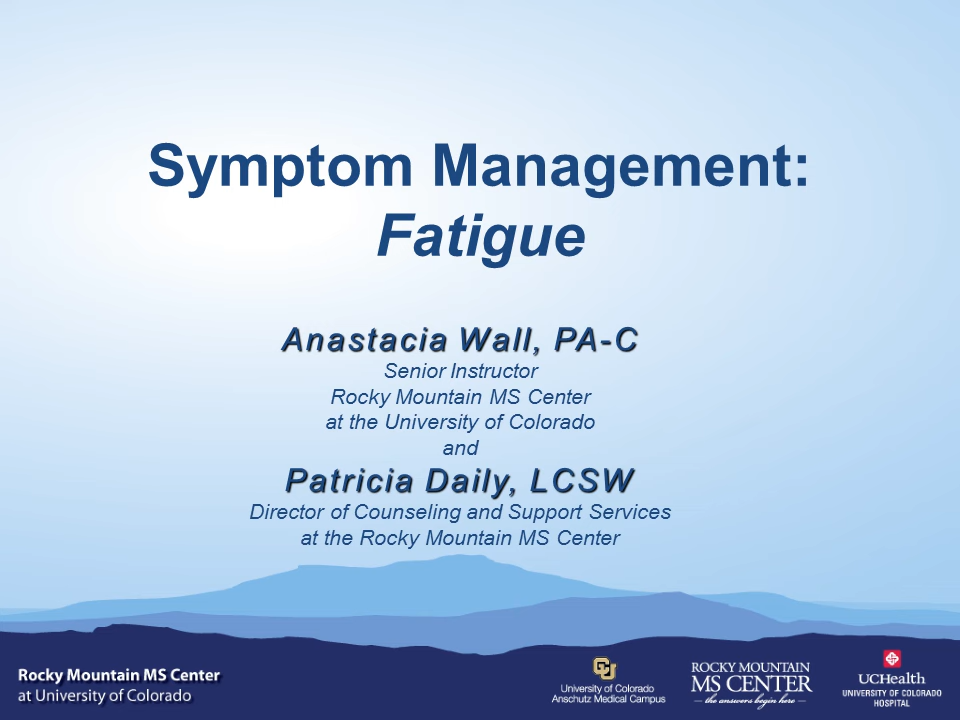 Symptom Management:
Fatigue
Anastacia Wall, PA-C
Senior Instructor
Rocky Mountain MS Center
at the University of Colorado
and
Patricia Daily, LCSW
Director of Counseling and Support Services
at the Rocky Mountain MS Center
Rocky Mountain MS Center
at University of Colorado
CU
University of Colorado
Anschutz Medical Campus
ROCKY MOUNTAIN
MS CENTER
the answers begin here
UCHealth
UNIVERSITY OF COLORADO
HOSPITAL